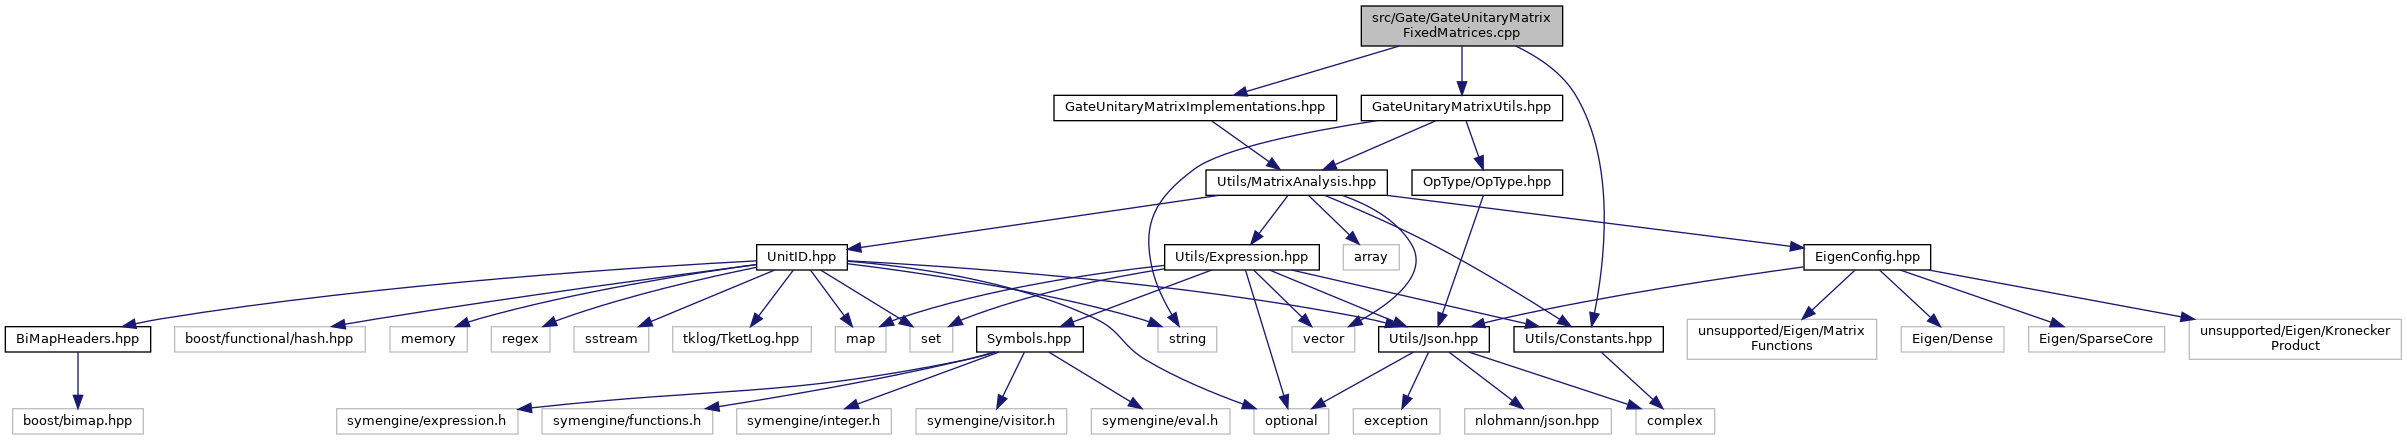 src/Gate/GateUnitaryMatrix
FixedMatrices.cpp
GateUnitaryMatrixImplementations.hpp
GateUnitaryMatrixUtils.hpp
Utils/MatrixAnalysis.hpp
OpType/OpType.hpp
UnitID.hpp
Utils/Expression.hpp
array
EigenConfig.hpp
BiMapHeaders.hpp
boost/functional/hash.hpp
memory
regex
sstream
tklog/TketLog.hpp
map
set
Symbols.hpp
string
vector
Utils/Json.hpp
Utils/Constants.hpp
unsupported/Eigen/Matrix
Functions
Eigen/Dense
Eigen/SparseCore
unsupported/Eigen/Kronecker
Product
boost/bimap.hpp
symengine/expression.h
symengine/functions.h
symengine/integer.h
symengine/visitor.h
symengine/eval.h
optional
exception
nlohmann/json.hpp
complex